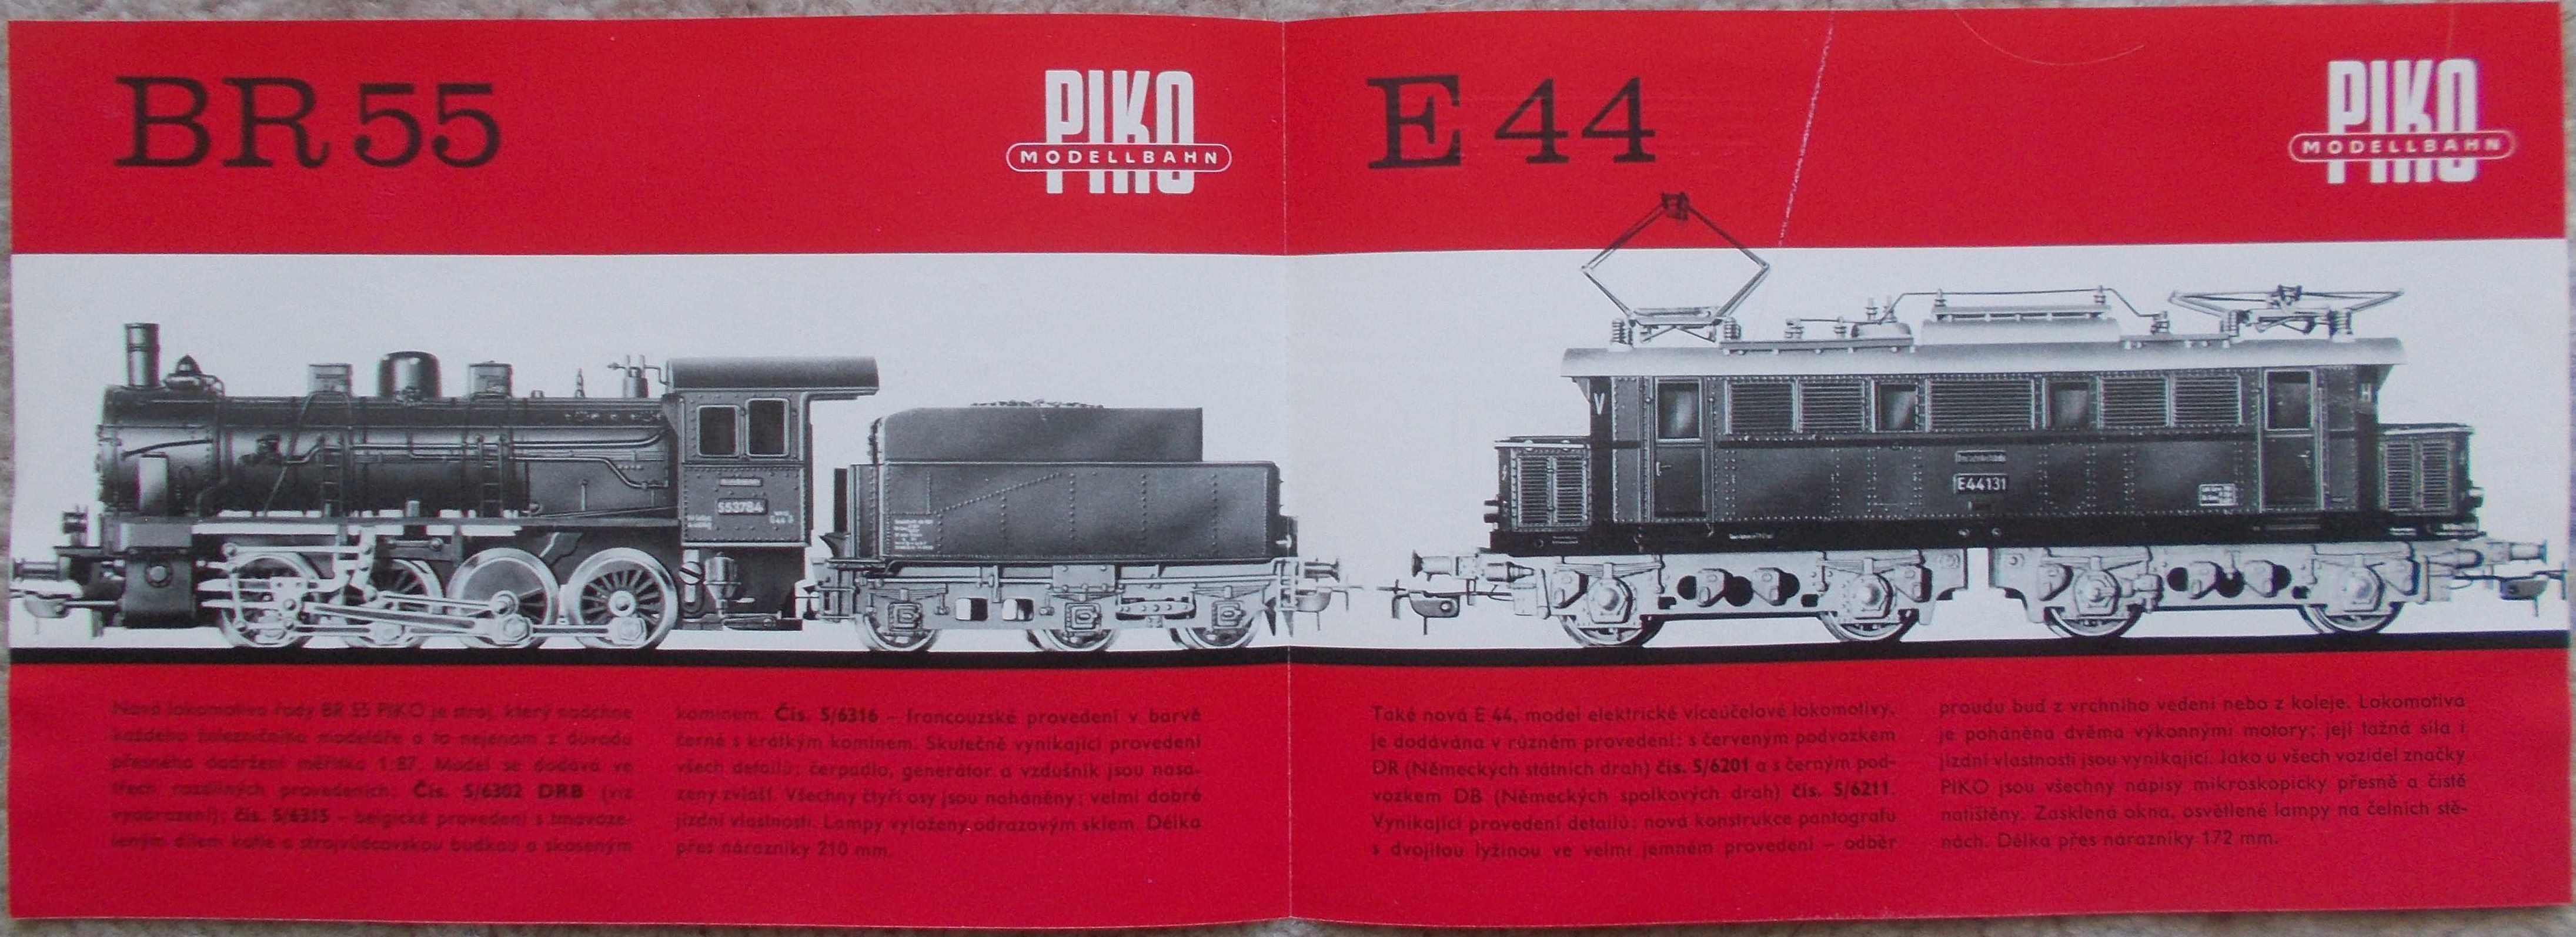 BR 55
PIKO
MODELLBAHN
E 44
PIKO
MODELLBAHN
553784
V
H
E44131
Nová lokomotiva řady BR 55 PIKO je stroj, který nadchne
každého železničního modeláře a to nejenom z důvodu
přesného dodržení měřítka 1:87. Model se dodává ve
třech rozdílných provedeních: Čís. 5/6302 DRB (viz
vyobrazení); čís. 5/6315 – belgické provedení s tmavoze-
leným dílem kotle a strojvůdcovskou budkou a skoseným
komínem. Čís. 5/6316 – francouzské provedení v barvě
černé s krátkým komínem. Skutečně vynikající provedení
všech detailů: čerpadlo, generátor a vzdušník jsou nasa-
zeny zvlášť. Všechny čtyři osy jsou naháněny; velmi dobré
jízdní vlastnosti. Lampy vyloženy odrazovým sklem. Délka
přes nárazníky 210 mm.
Také nová E 44, model elektrické víceúčelové lokomotivy,
je dodávána v různém provedení: s červeným podvozkem
DR (Německých státních drah) čís. 5/6201 a s černým pod-
vozkem DB (Německých spolkových drah) čís. 5/6211.
Vynikající provedení detailů: nová konstrukce pantografu
s dvojitou lyžinou ve velmi jemném provedení – odběr
proudu buď z vrchního vedení nebo z koleje. Lokomotiva
je poháněna dvěma výkonnými motory; její tažná síla i
jízdní vlastnosti jsou vynikající. Jako u všech vozidel značky
PIKO jsou všechny nápisy mikroskopicky přesně a čistě
natištěny. Zasklená okna, osvětlené lampy na čelních stě-
nách. Délka přes nárazníky 172 mm.